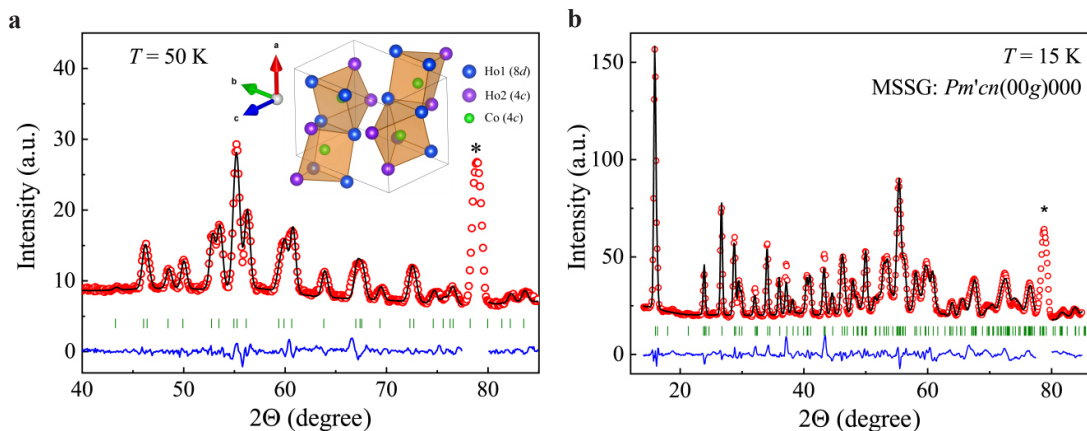 a
T = 50 K
a
b
c
Ho1 (8d)
Ho2 (4c)
Co (4c)
*
Intensity (a.u.)
40
30
20
10
0
40 50 60 70 80
2Θ (degree)
b
T = 15 K
MSSG: Pm'cn(00g)000
*
Intensity (a.u.)
150
100
50
0
20 40 60 80
2Θ (degree)